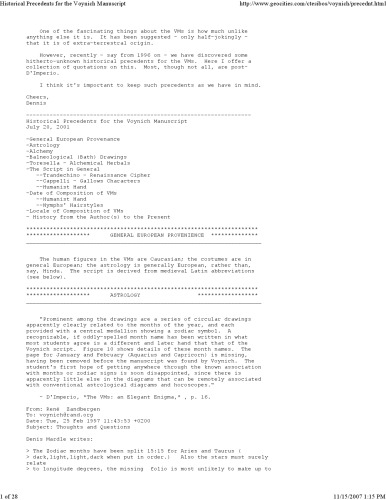 Historical Precedents for the Voynich Manuscript
http://www.geocities.com/ctesibos/voynich/precednt.html
One of the fascinating things about the VMs is how much unlike
anything else it is. It has been suggested - only half-jokingly -
that it is of extra-terrestral origin.
However, recently - say from 1996 on - we have discovered some
hitherto-unknown historical precedents for the VMs. Here I offer a
collection of quotations on this. Most, though not all, are post-
D'Imperio.
I think it's important to keep such precedents as we have in mind.
Cheers,
Dennis
--------------------------------------------------------------------
Historical Precedents for the Voynich Manuscript
July 20, 2001
-General European Provenance
-Astrology
-Alchemy
-Balneological (Bath) Drawings
-Toresella - Alchemical Herbals
-The Script in General
--Trandechino - Renaissance Cipher
--Cappelli - Gallows Characters
--Humanist Hand
-Date of Composition of VMs
--Humanist Hand
--Nymphs' Hairstyles
-Locale of Composition of VMs
- History from the Author(s) to the Present
**********************************************************************
******************* GENERAL EUROPEAN PROVENIENCE **************
______________________________________________________________________
The human figures in the VMs are Caucasian; the costumes are in
general European; the astrology is generally European, rather than,
say, Hindu. The script is derived from medieval Latin abbreviations
(see below).
**********************************************************************
******************* ASTROLOGY ******************
______________________________________________________________________
"Prominent among the drawings are a series of circular drawings
apparently clearly related to the months of the year, and each
provided with a central medallion showing a zodiac symbol. A
recognizable, if oddly-spelled month name has been written in what
most students agree is a different and later hand that that of the
Voynich script. figure 10 shows details of these month names. The
page for January and February (Aquarius and Capricorn) is missing,
having been removed before the manuscript was found by Voynich. The
student's first hope of getting anywhere through the known association
with months or zodiac signs is soon disappointed, since there is
apparently little else in the diagrams that can be remotely associated
with conventional astrological diagrams and horoscopes."
- D'Imperio, "The VMs: an Elegant Enigma," , p. 16.
From: René Zandbergen
To: voynich@rand.org
Date: Tue, 25 Feb 1997 11:43:53 +0200
Subject: Thoughts and Questions
Denis Mardle writes:
> The Zodiac months have been split 15:15 for Aries and Taurus (
> dark,light,light,dark when put in order.) Also the stars most surely
relate
> to longitude degrees, the missing folio is most unlikely to make up to
1 of 28
11/15/2007 1:15 PM